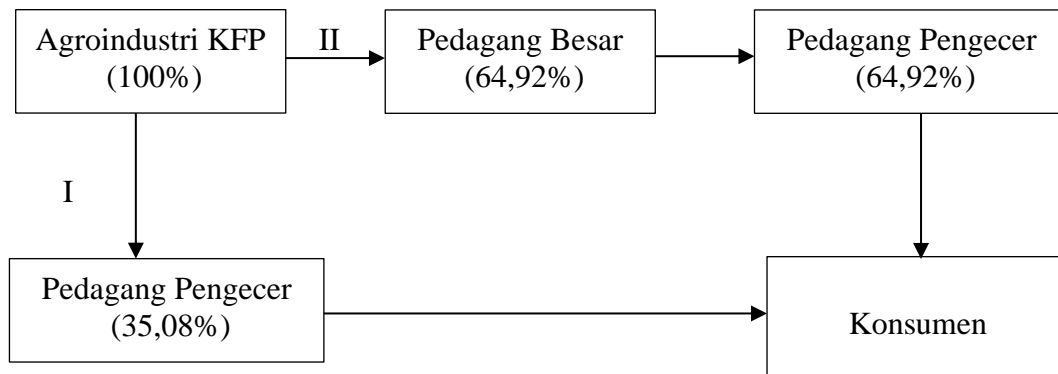 Agroindustri KFP
(100%)
II
Pedagang Besar
(64,92%)
Pedagang Pengecer
(64,92%)
I
Pedagang Pengecer
(35,08%)
Konsumen